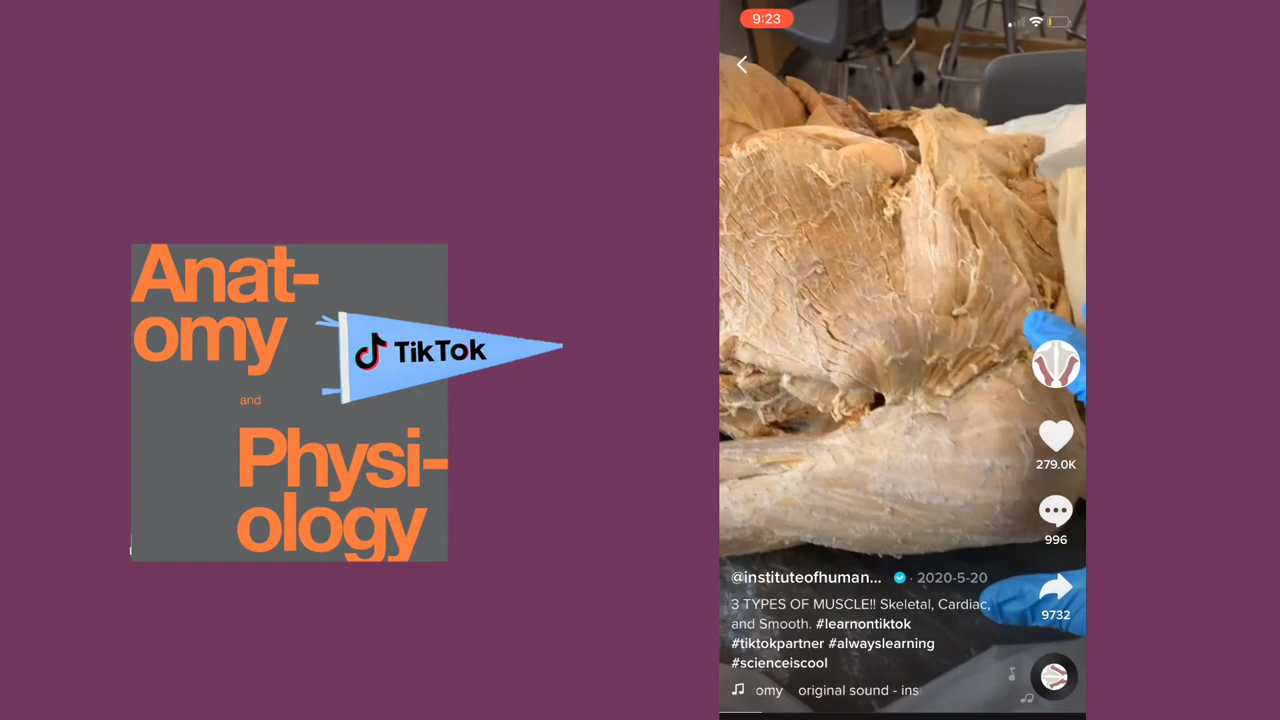 Anat-
omy
TikTok
and
Physi-
ology
9:23
279.0K
996
@instituteofhuman... · 2020-5-20
3 TYPES OF MUSCLE!! Skeletal, Cardiac,
9732
and Smooth. #learnontiktok
#tiktokpartner #alwayslearning
#scienceiscool
omy original sound - ins